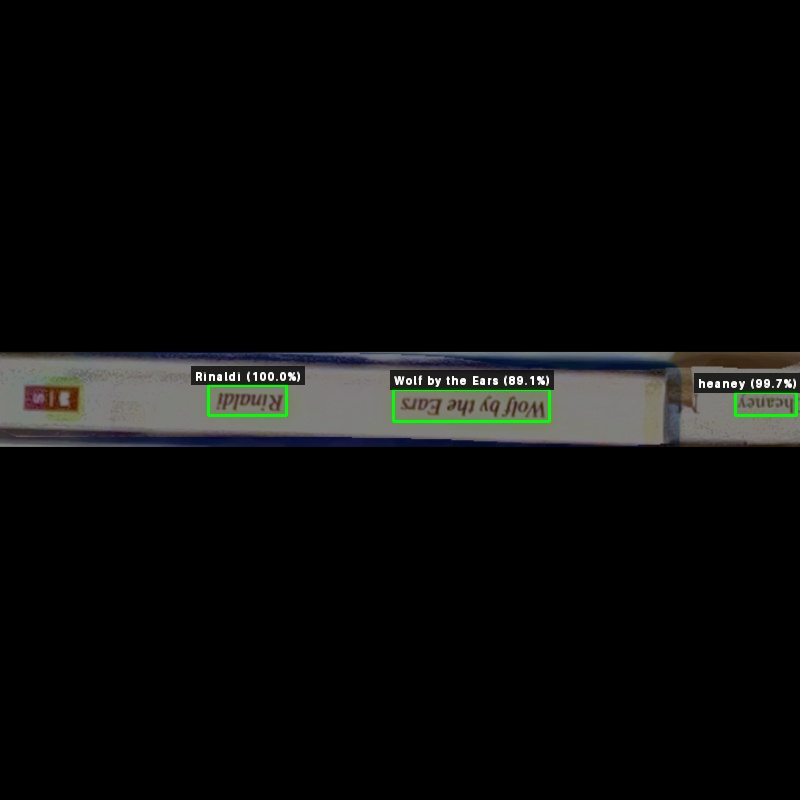 Rinaldi (100.0%)
Rinaldi
Wolf by the Ears (89.1%)
Wolf by the Ears
heaney (99.7%)
heaney